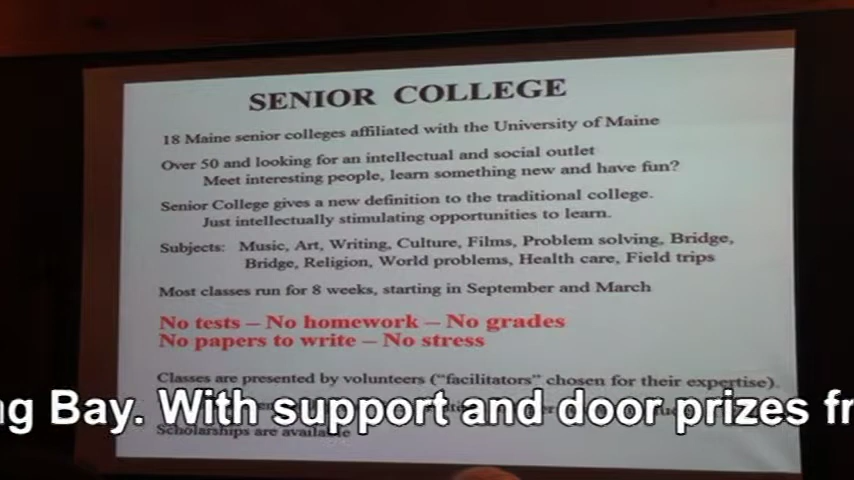 SENIOR COLLEGE
18 Maine senior colleges affiliated with the University of Maine
Over 50 and looking for an intellectual and social outlet
Meet interesting people, learn something new and have fun?
Senior College gives a new definition to the traditional college.
Just intellectually stimulating opportunities to learn.
Subjects: Music, Art, Writing, Culture, Films, Problem solving, Bridge,
Bridge, Religion, World problems, Health care, Field trips
Most classes run for 8 weeks, starting in September and March
No tests – No homework – No grades
No papers to write – No stress
Classes are presented by volunteers (“facilitators” chosen for their expertise).
Bay. With support and door prizes
Scholarships are available